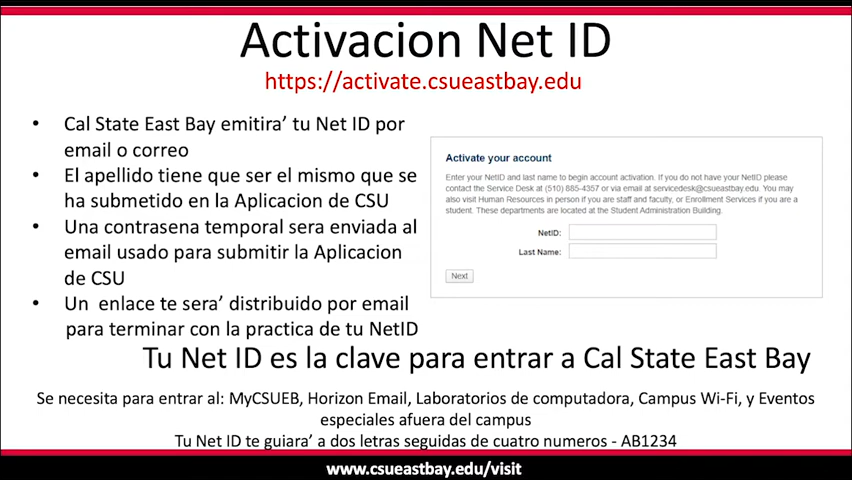 Activacion Net ID
https://activate.csueastbay.edu
• Cal State East Bay emitira’ tu Net ID por
email o correo
• El apellido tiene que ser el mismo que se
ha submetido en la Aplicacion de CSU
• Una contrasena temporal sera enviada al
email usado para submitir la Aplicacion
de CSU
• Un enlace te sera’ distribuido por email
para terminar con la practica de tu NetID
Activate your account
Enter your NetID and last name to begin account activation. If you do not have your NetID please
contact the Service Desk at (510) 885-4357 or via email at servicedesk@csueastbay.edu. You may
also visit Human Resources in person if you are staff and faculty, or Enrollment Services if you are a
student. These departments are located at the Student Administration Building.
NetID:
Last Name:
Next
Tu Net ID es la clave para entrar a Cal State East Bay
Se necesita para entrar al: MyCSUEB, Horizon Email, Laboratorios de computadora, Campus Wi-Fi, y Eventos
especiales afuera del campus
Tu Net ID te guiara’ a dos letras seguidas de cuatro numeros - AB1234
www.csueastbay.edu/visit